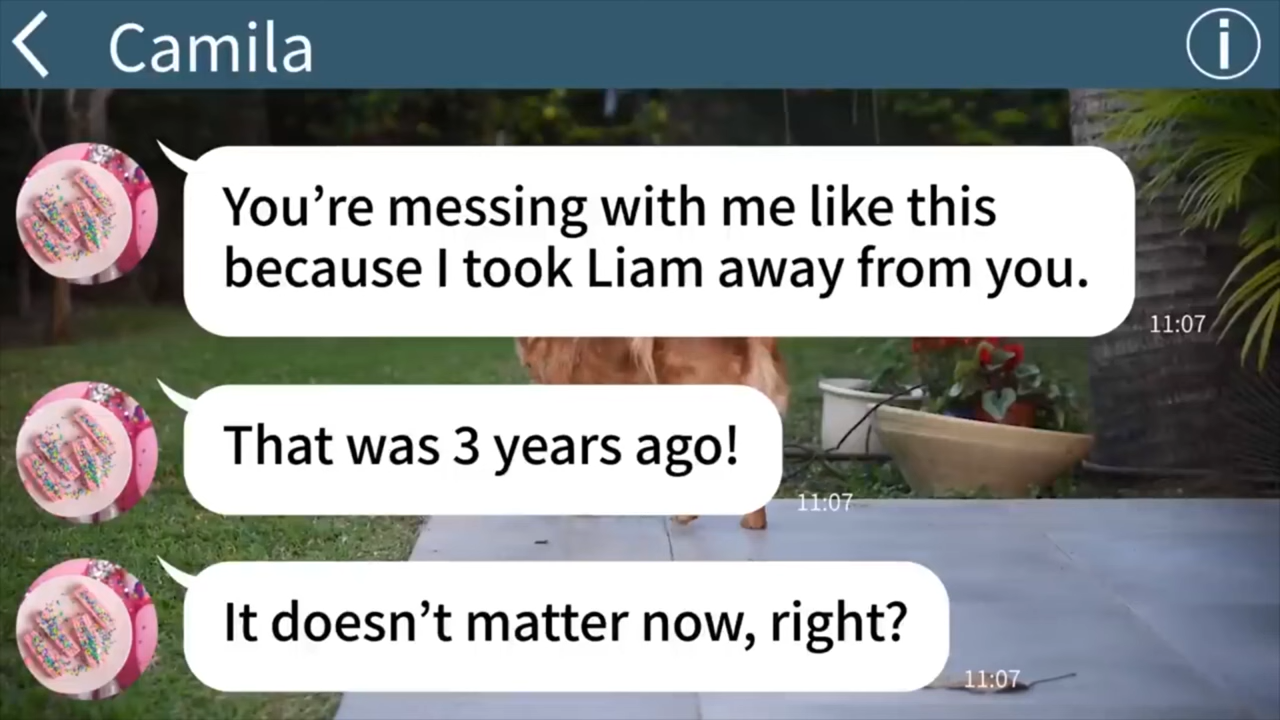 Camila
You’re messing with me like this
because I took Liam away from you.
11:07
That was 3 years ago!
11:07
It doesn’t matter now, right?
11:07